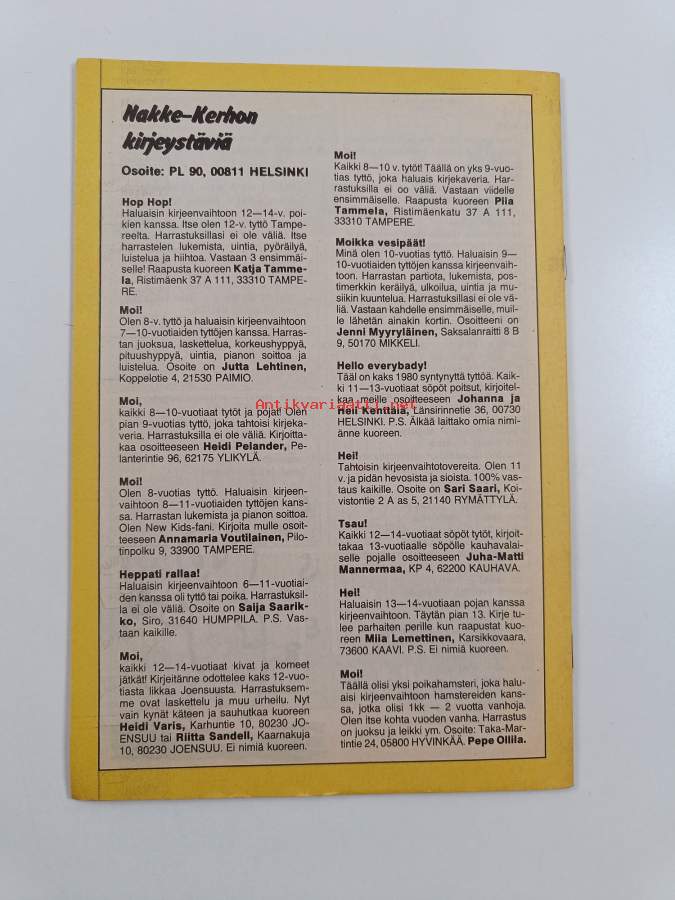 Nakke-Kerhon
kirjeystäviä
Osoite: PL 90, 00811 HELSINKI
Hop Hop!
Haluaisin kirjeenvaihtoon 12—14-v. poi-
kien kanssa. Itse olen 12-v. tyttö Tampe-
reelta. Harrastuksillasi ei ole väliä. Itse
harrastelen lukemista, uintia, pyöräilyä,
luistelua ja hiihtoa. Vastaan 3 ensimmäi-
selle! Raapusta kuoreen Katja Tamme-
la, Ristimäenk 37 A 111, 33310 TAMPE-
RE.
Moi!
Olen 8-v. tyttö ja haluaisin kirjeenvaihtoon
7—10-vuotiaiden tyttöjen kanssa. Harras-
tan juoksua, laskettelua, korkeushyppyä,
pituushyppyä, uintia, pianon soittoa ja
luistelua. Osoite on Jutta Lehtinen,
Koppelotie 4, 21530 PAIMIO.
Moi,
kaikki 8—10-vuotiaat tytöt ja pojat! Olen
pian 9-vuotias tyttö, joka tahtoisi kirjeka-
veria. Harrastuksilla ei ole väliä. Kirjoitta-
kaa osoitteeseen Heidi Pelander, Pe-
lanterintie 96, 62175 YLIKYLÄ.
Moi!
Olen 8-vuotias tyttö. Haluaisin kirjeen-
vaihtoon 8—11-vuotiaiden tyttöjen kans-
sa. Harrastan lukemista ja pianon soittoa.
Olen New Kids-fani. Kirjoita mulle osoit-
teeseen Annamaria Voutilainen, Pilo-
tinpolku 9, 33900 TAMPERE.
Heppati rallaa!
Haluaisin kirjeenvaihtoon 6—11-vuotiai-
den kanssa oli tyttö tai poika. Harrastuksil-
la ei ole väliä. Osoite on Saija Saarik-
ko, Siro, 31640 HUMPPILA. P.S. Vas-
taan kaikille.
Moi,
kaikki 12—14-vuotiaat kivat ja komeet
jätkät! Kirjeitänne odottelee kaks 12-vuo-
tiasta likkaa Joensuusta. Harrastuksem-
me ovat laskettelu ja muu urheilu. Nyt
vain kynät käteen ja sauhutkaa kuoreen
Heidi Varis, Karhuntie 10, 80230 JO-
ENSUU tai Riitta Sandell, Kaarnakuja
10, 80230 JOENSUU. Ei nimiä kuoreen.
Moi!
Kaikki 8—10 v. tytöt! Täällä on yks 9-vuo-
tias tyttö, joka haluais kirjekaveria. Har-
rastuksilla ei oo väliä. Vastaan viidelle
ensimmäiselle. Raapusta kuoreen Piia
Tammela, Ristimäenkatu 37 A 111,
33310 TAMPERE.
Moikka vesipäät!
Minä olen 10-vuotias tyttö. Haluaisin 9—
10-vuotiaiden tyttöjen kanssa kirjeenvaih-
toon. Harrastan partiota, lukemista, pos-
timerkkin keräilyä, ulkoilua, uintia ja mu-
siikin kuuntelua. Harrastuksillasi ei ole vä-
liä. Vastaan kahdelle ensimmäiselle, muil-
le lähetän ainakin kortin. Osoitteeni on
Jenni Myyryläinen, Saksalanraitti 8 B
9, 50170 MIKKELI.
Hello everybady!
Tääl on kaks 1980 syntynyttä tyttöä. Kaik-
ki 11—13-vuotiaat söpöt poitsut, kirjoitel-
kaa meille osoitteeseen Johanna ja
Heli Kenttälä, Länsirinnetie 36, 00730
HELSINKI. P.S. Älkää laittako omia nimi-
änne kuoreen.
Antikvariaatti.net
Hei!
Tahtoisin kirjeenvaihtotovereita. Olen 11
v. ja pidän hevosista ja sioista. 100% vas-
taus kaikille. Osoite on Sari Saari, Koi-
vistontie 2 A as 5, 21140 RYMÄTTYLÄ.
Tsau!
Kaikki 12—14-vuotiaat söpöt tytöt, kirjoit-
takaa 13-vuotiaalle söpölle kauhavalai-
selle pojalle osoitteeseen Juha-Matti
Mannermaa, KP 4, 62200 KAUHAVA.
Hei!
Haluaisin 13—14-vuotiaan pojan kanssa
kirjeenvaihtoon. Täytän pian 13. Kirje tu-
lee parhaiten perille kun raapustat kuo-
reen Miia Lemettinen, Karsikkovaara,
73600 KAAVI. P.S. Ei nimiä kuoreen.
Moi!
Täällä olisi yksi poikahamsteri, joka halu-
aisi kirjeenvaihtoon hamstereiden kans-
sa, jotka olisi 1kk — 2 vuotta vanhoja.
Olen itse kohta vuoden vanha. Harrastus
on juoksu ja leikki ym. Osoite: Taka-Mar-
tintie 24, 05800 HYVINKÄÄ. Pepe Ollila.